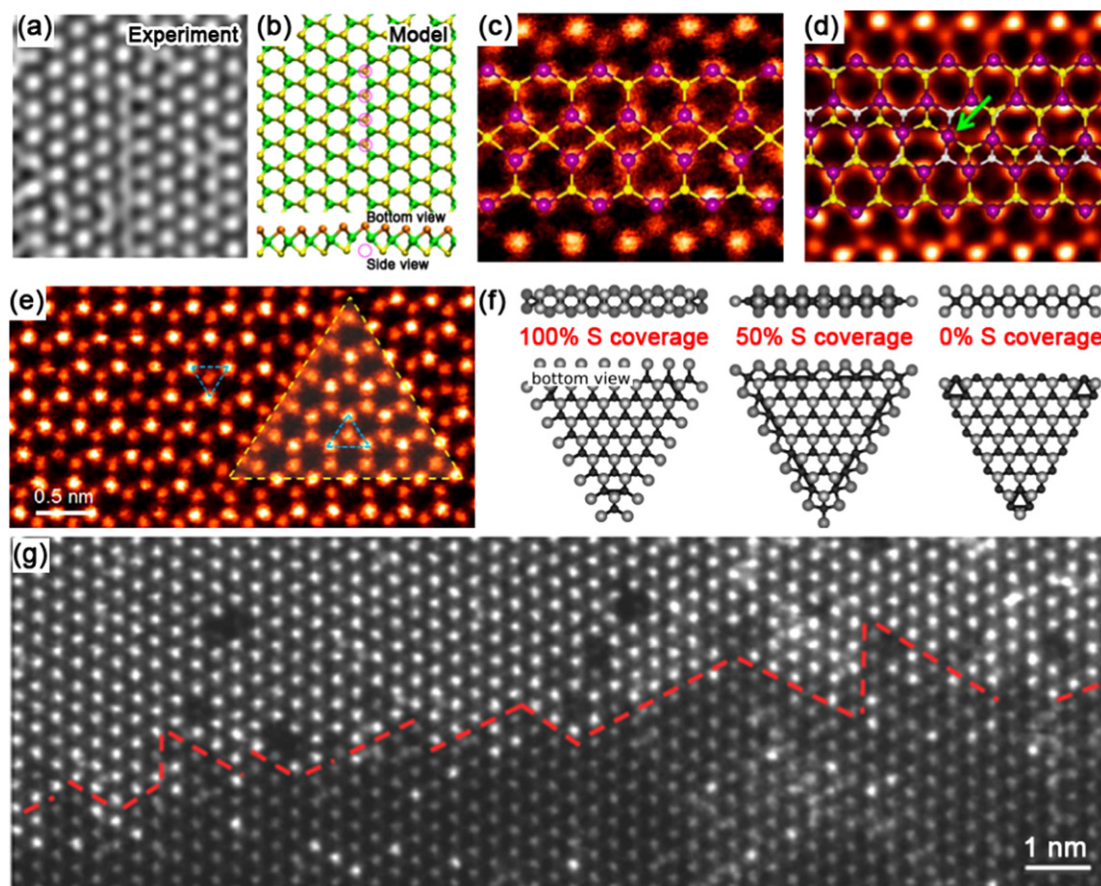 (a)
Experiment
(b)
Model
Bottom view
Side view
(c)
(d)
(e)
0.5 nm
(f)
100% S coverage
50% S coverage
0% S coverage
bottom view
(g)
1 nm